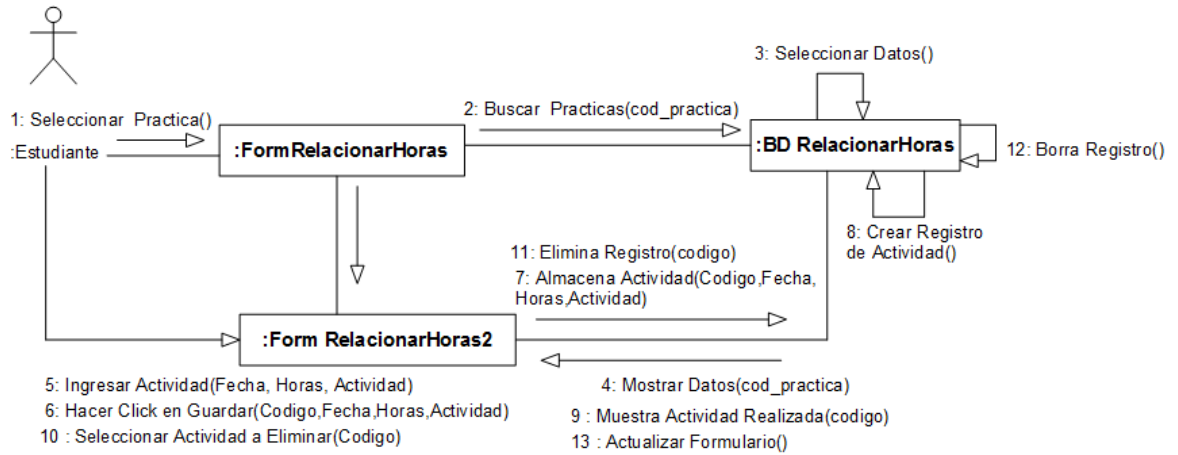 3: Seleccionar Datos()
1: Seleccionar Practica()
2: Buscar Practicas(cod_practica)
:Estudiante
:FormRelacionarHoras
:BD RelacionarHoras
12: Borra Registro()
8: Crear Registro
de Actividad()
11: Elimina Registro(codigo)
7: Almacena Actividad(Codigo,Fecha,
Horas,Actividad)
:Form RelacionarHoras2
5: Ingresar Actividad(Fecha, Horas, Actividad)
6: Hacer Click en Guardar(Codigo,Fecha,Horas,Actividad)
10 : Seleccionar Actividad a Eliminar(Codigo)
4: Mostrar Datos(cod_practica)
9 : Muestra Actividad Realizada(codigo)
13 : Actualizar Formulario()